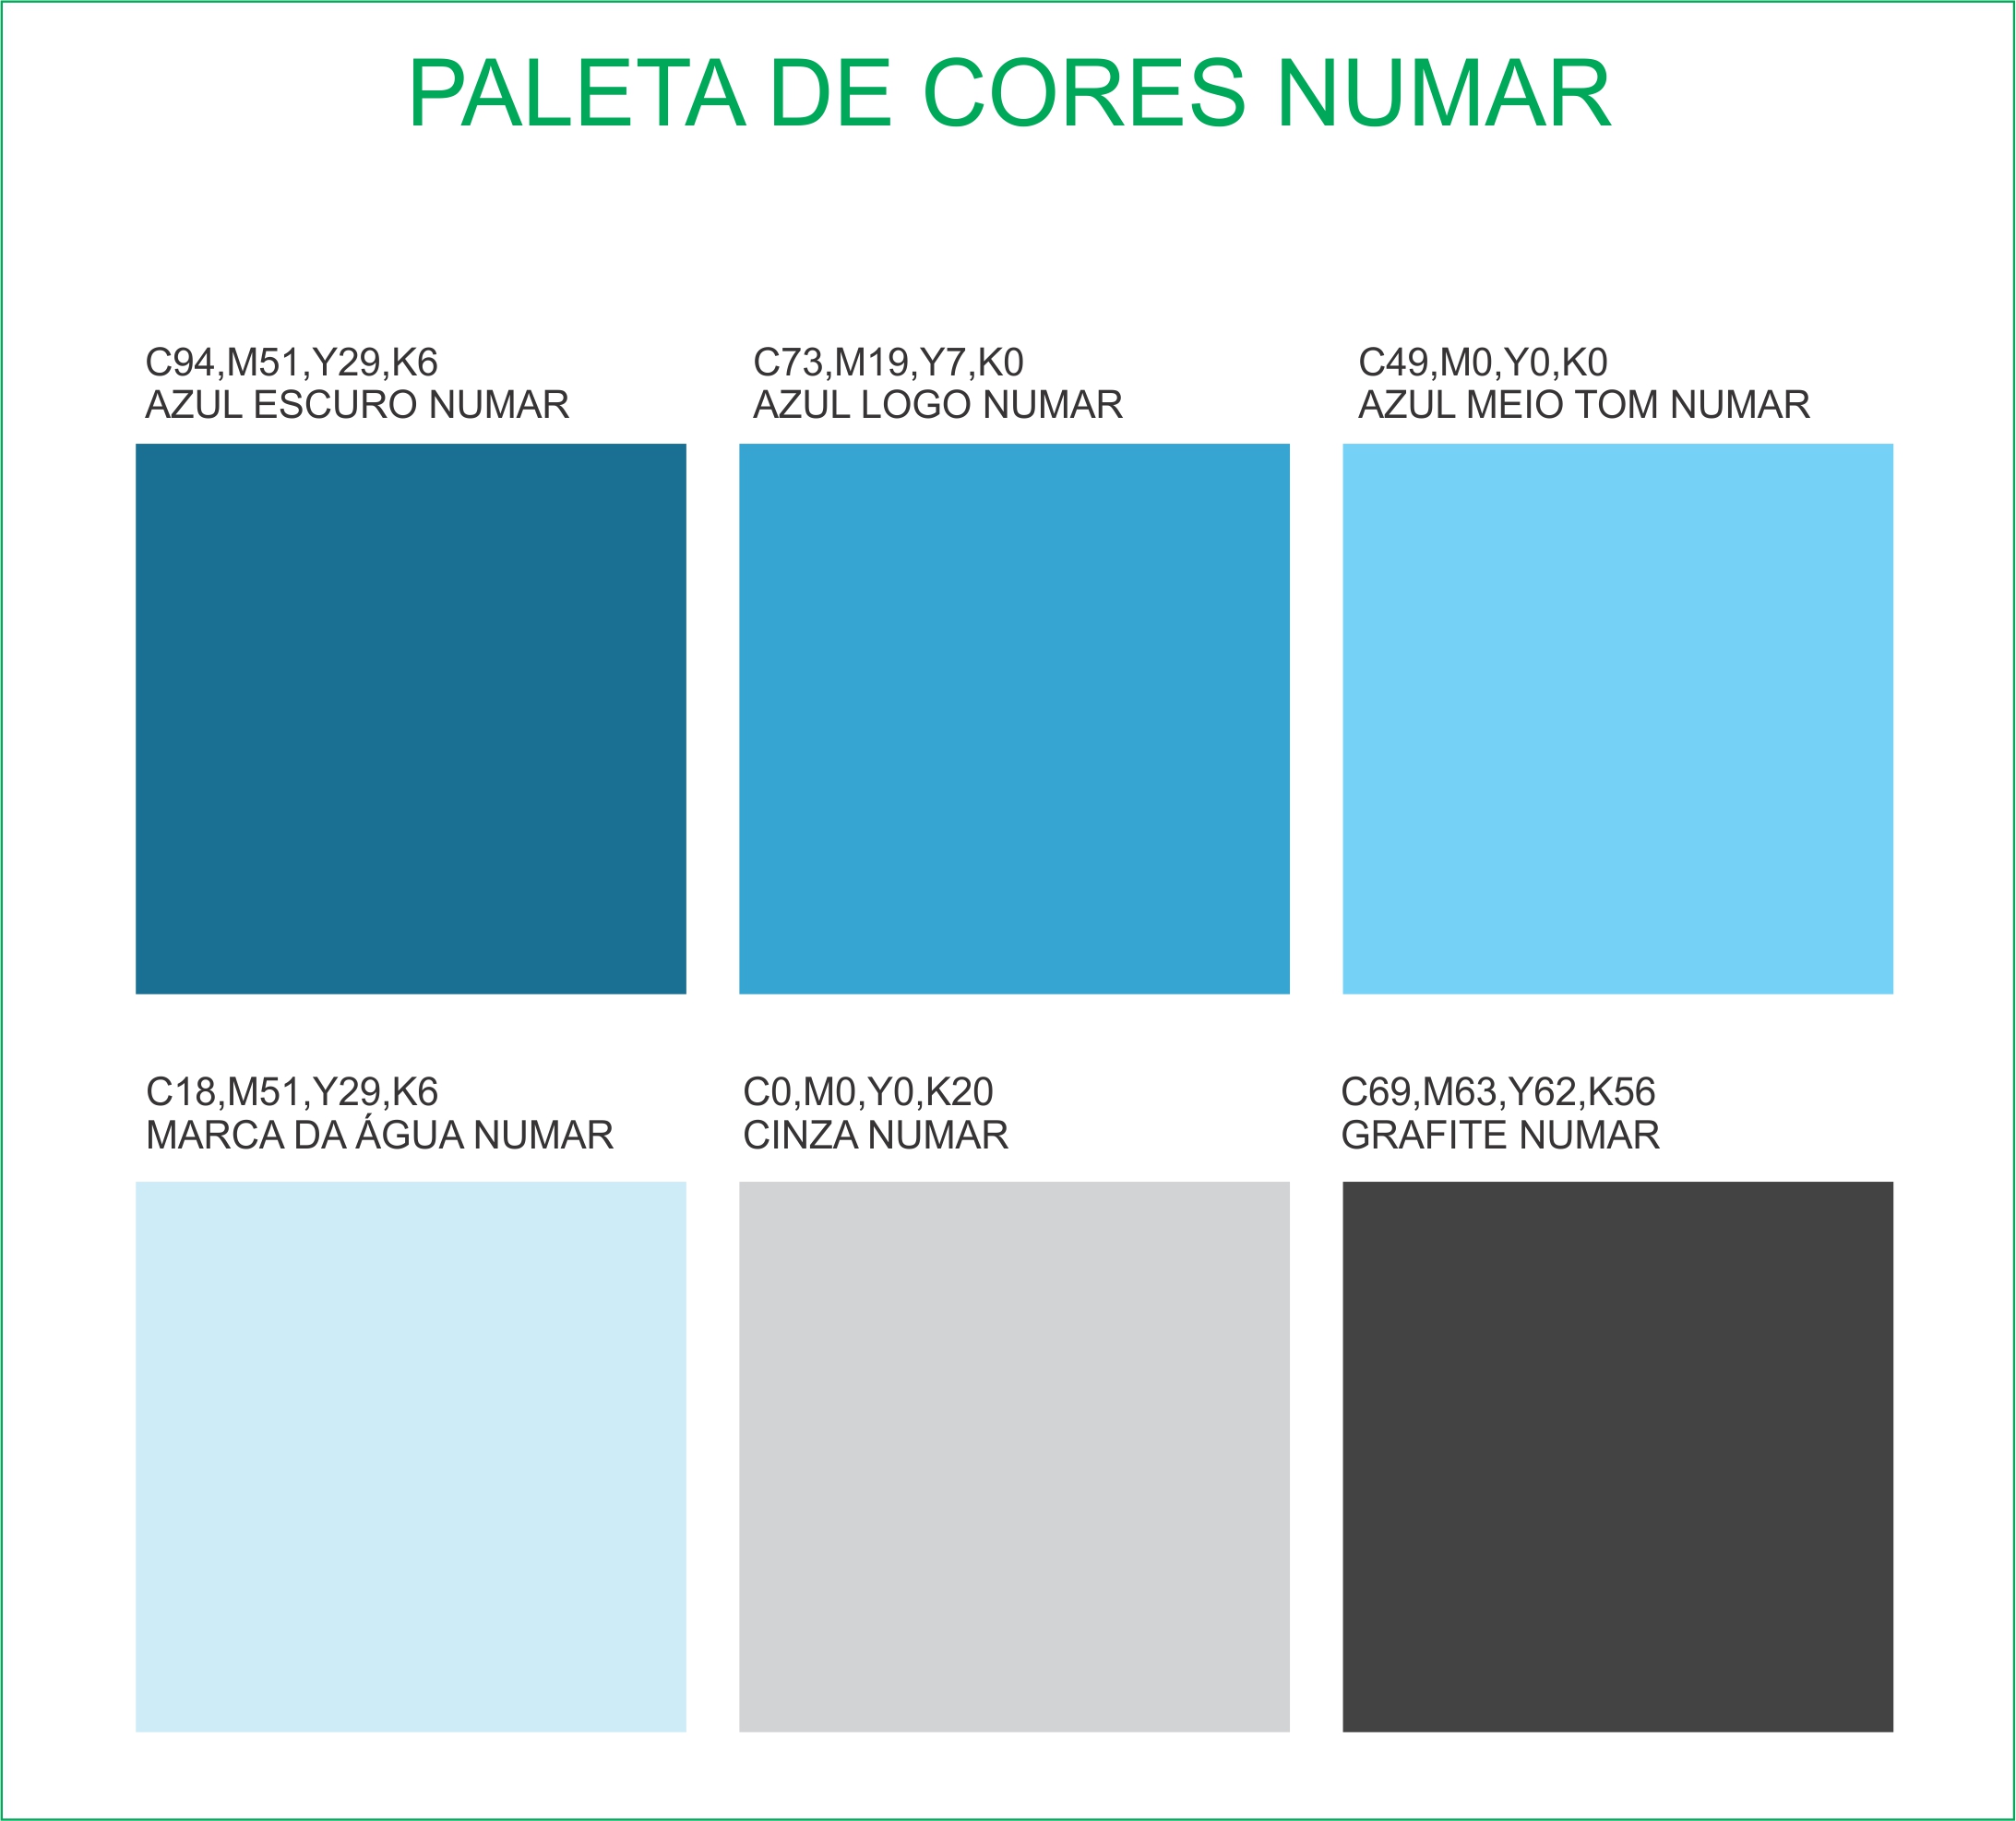 PALETA DE CORES NUMAR
C94,M51,Y29,K6
AZUL ESCURO NUMAR
C73,M19,Y7,K0
AZUL LOGO NUMAR
C49,M0,Y0,K0
AZUL MEIO TOM NUMAR
C18,M51,Y29,K6
MARCA DA ÁGUA NUMAR
C0,M0,Y0,K20
CINZA NUMAR
C69,M63,Y62,K56
GRAFITE NUMAR